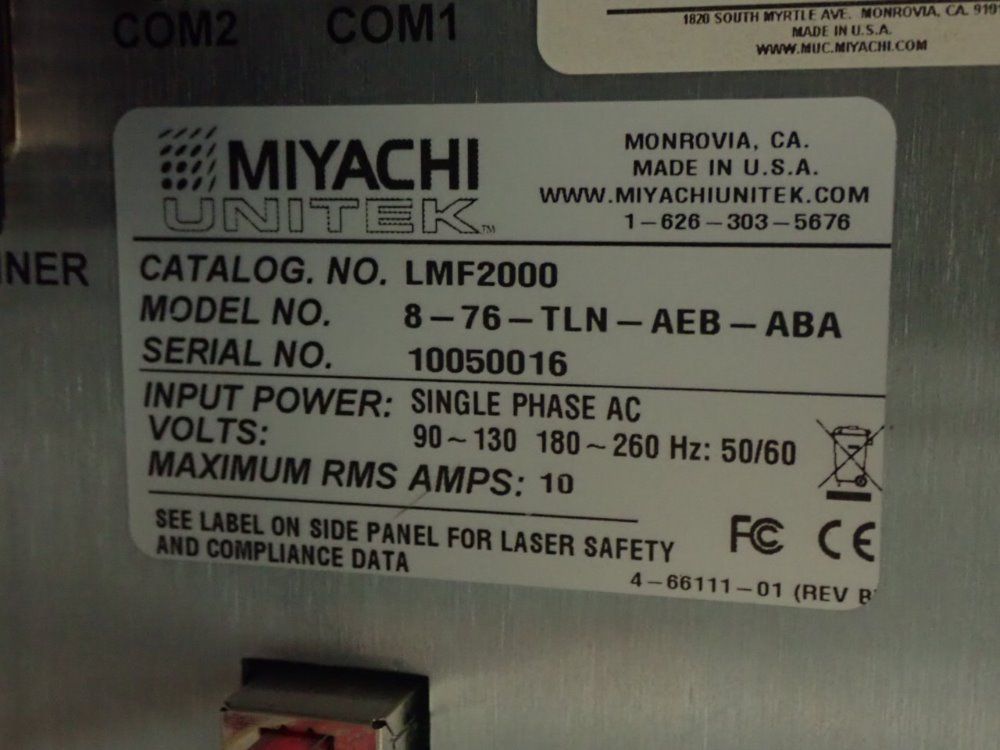 COM2 COM1
1820 SOUTH MYRTLE AVE. MONROVIA, CA.
MADE IN U.S.A.
WWW.MUC.MIYACHI.COM
MIYACHI
UNITEK™
MONROVIA, CA.
MADE IN U.S.A.
WWW.MIYACHIUNITEK.COM
1-626-303-5676
NER
CATALOG. NO. LMF2000
MODEL NO. 8-76-TLN-AEB-ABA
SERIAL NO. 10050016
INPUT POWER: SINGLE PHASE AC
VOLTS: 90~130 180~260 Hz: 50/60
MAXIMUM RMS AMPS: 10
SEE LABEL ON SIDE PANEL FOR LASER SAFETY
AND COMPLIANCE DATA
FC CE
4-66111-01 (REV B